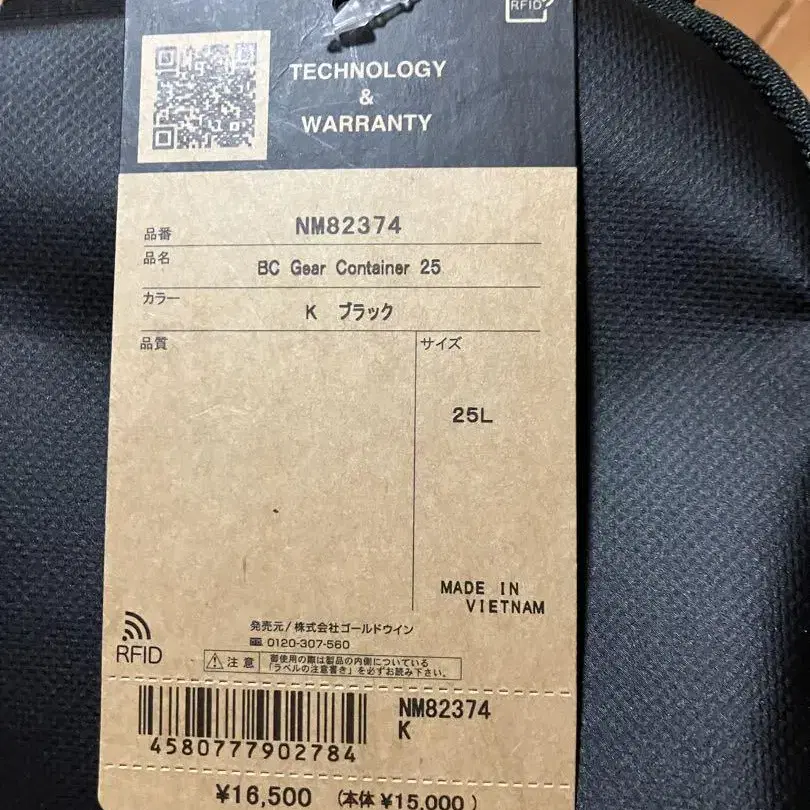 RFID
TECHNOLOGY
&
WARRANTY
品番 NM82374
品名 BC Gear Container 25
カラー K ブラック
品質
サイズ
25L
MADE IN
VIETNAM
RFID
発売元/株式会社ゴールドウイン
0120-307-560
注意
御使用の際は製品の内側についている
「ラベルの注意書き」を必ずお読み下さい。
4580777902784
NM82374
K
¥16,500 (本体 ¥15,000)